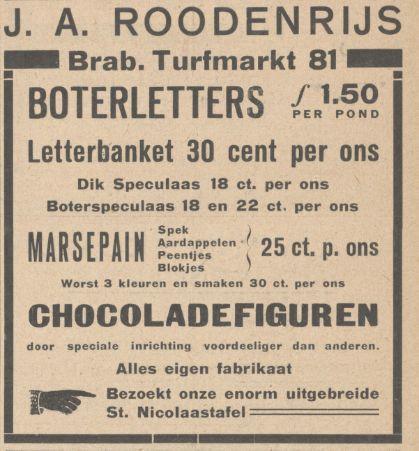 J. A. ROODENRIJS
Brab. Turfmarkt 81
BOTERLETTERS ƒ 1.50
PER POND
Letterbanket 30 cent per ons
Dik Speculaas 18 ct. per ons
Boterspeculaas 18 en 22 ct. per ons
MARSEPAIN
Spek
Aardappelen
Peentjes
Blokjes
25 ct. p. ons
Worst 3 kleuren en smaken 30 ct. per ons
CHOCOLADEFIGUREN
door speciale inrichting voordeeliger dan anderen.
Alles eigen fabrikaat
Bezoekt onze enorm uitgebreide
St. Nicolaastafel